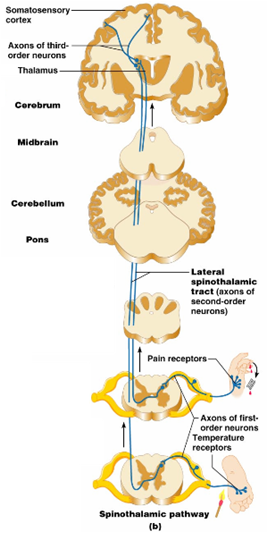 Somatosensory
cortex
Axons of third-
order neurons
Thalamus
Cerebrum
Midbrain
Cerebellum
Pons
Lateral
spinothalamic
tract (axons of
second-order
neurons)
Pain receptors
Axons of first-
order neurons
Temperature
receptors
Spinothalamic pathway
(b)